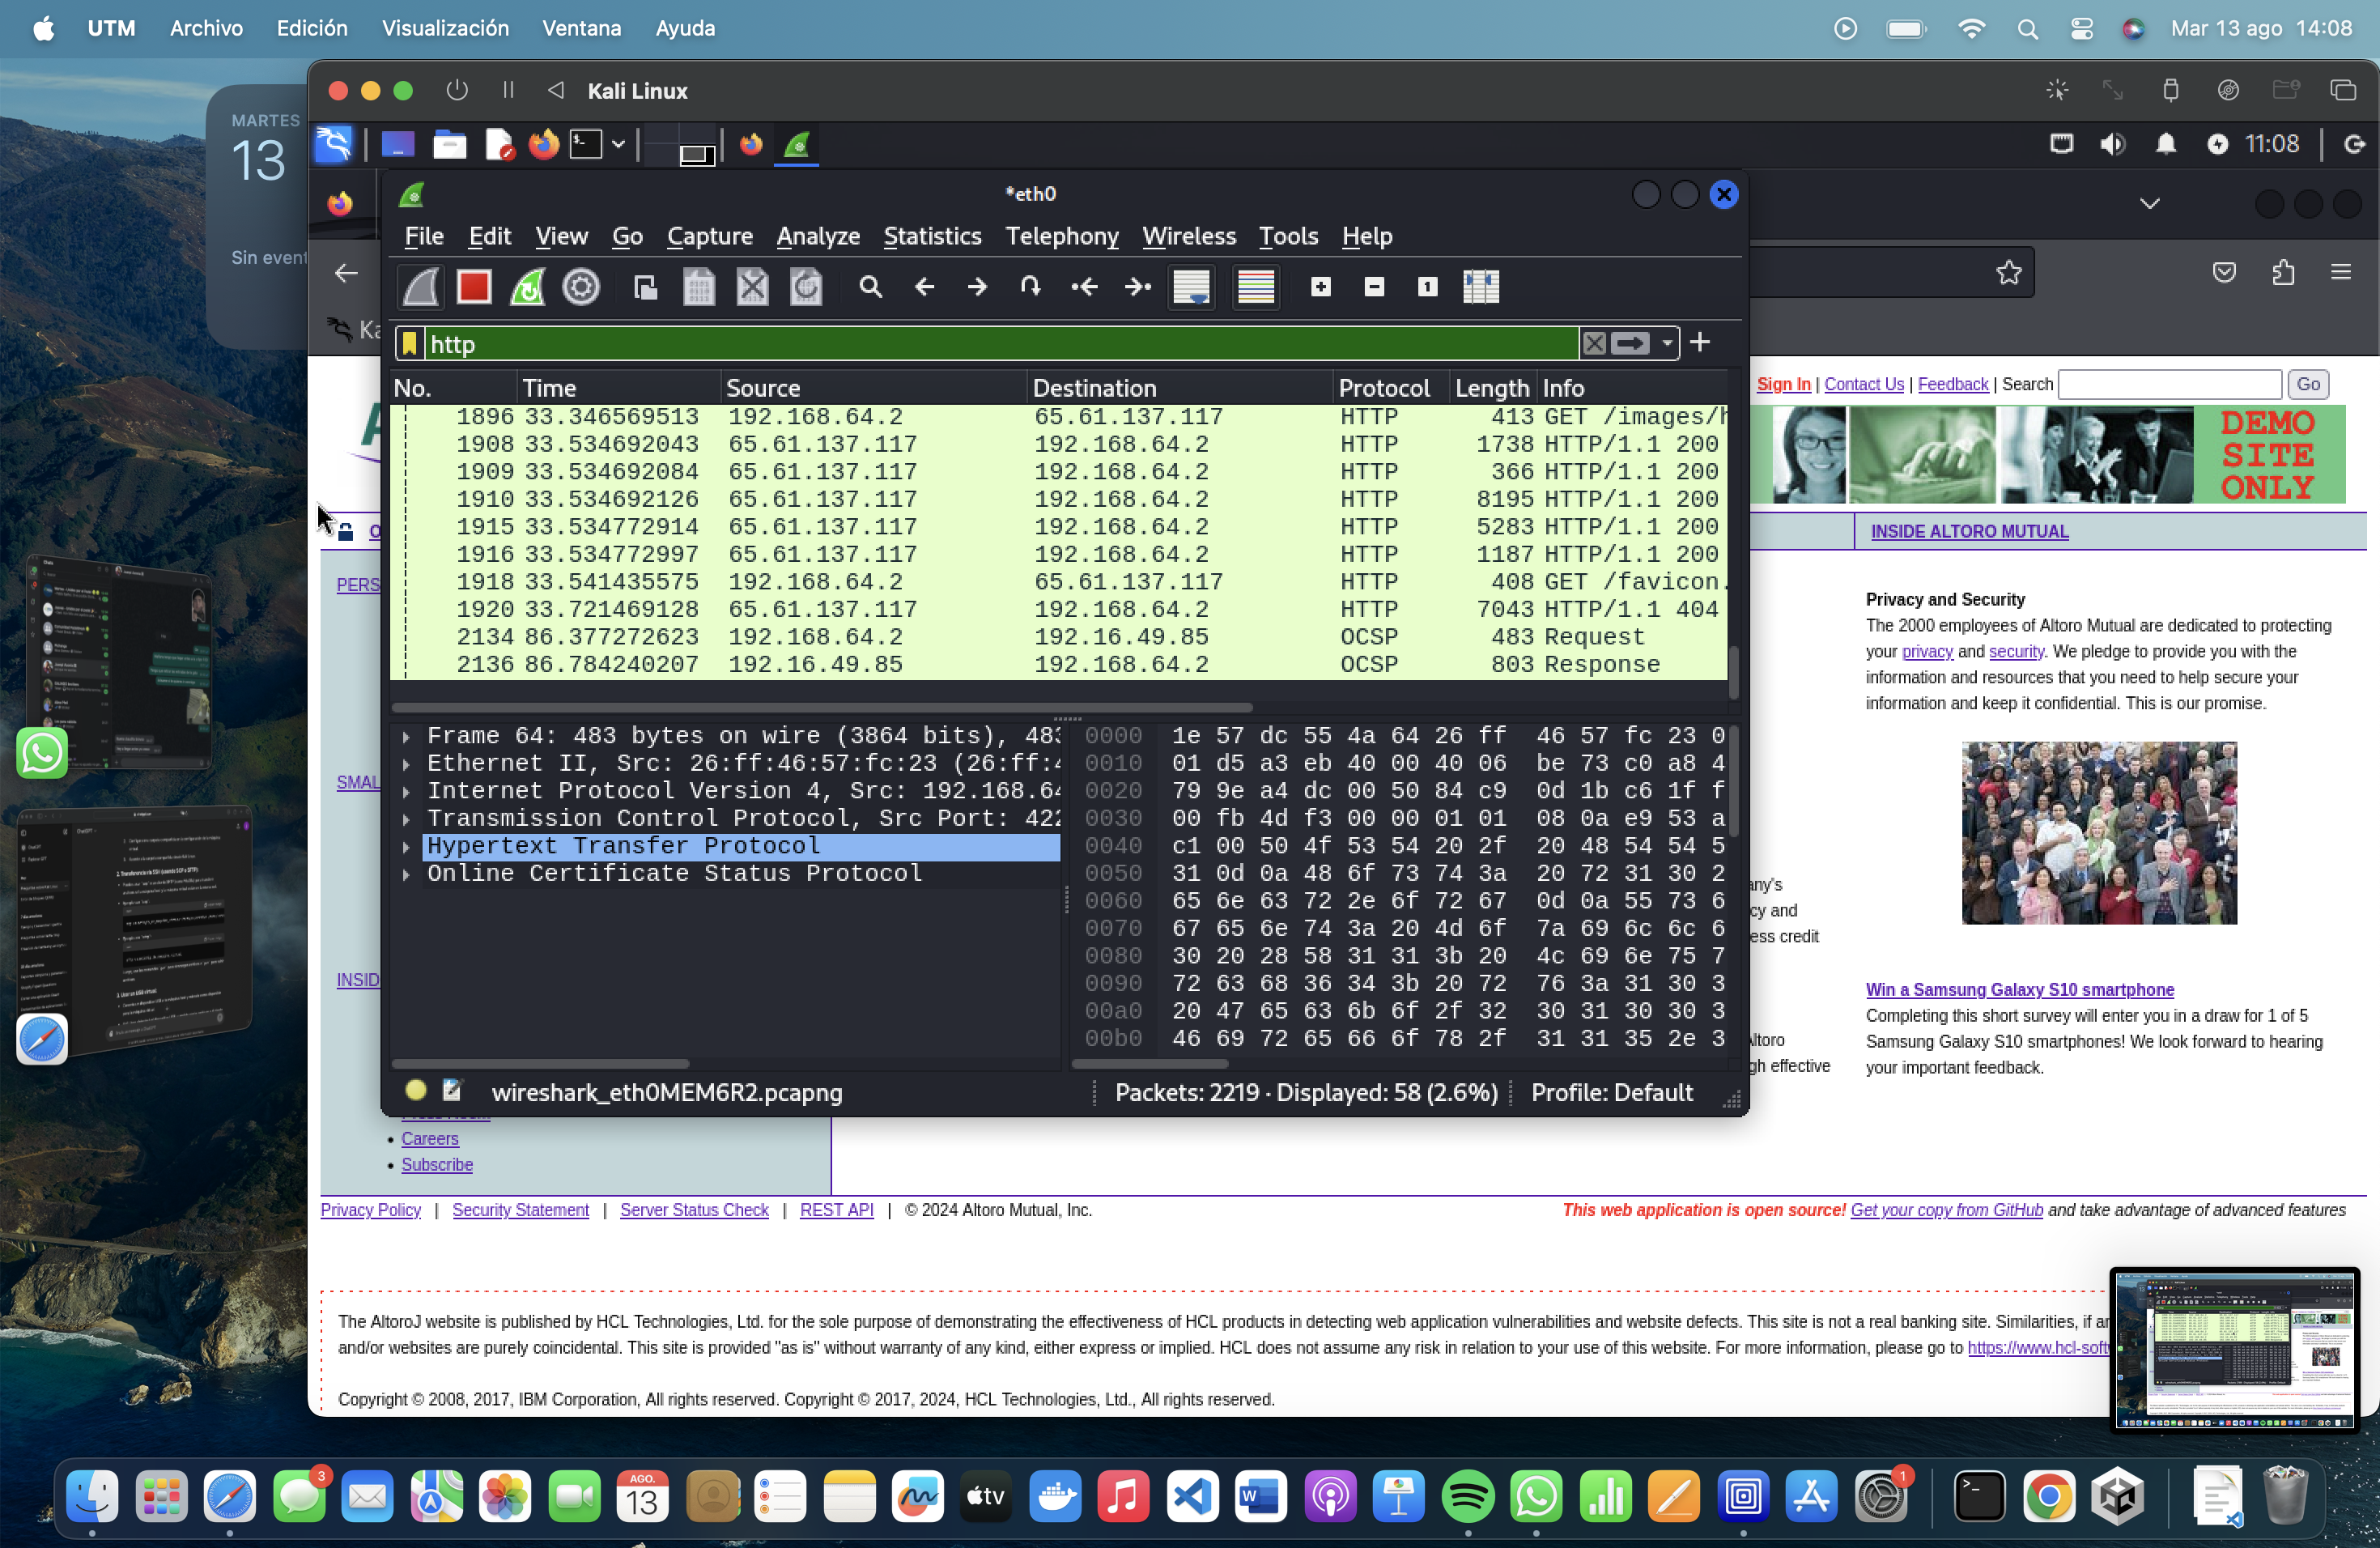 UTM Archivo Edición Visualización Ventana Ayuda
Mar 13 ago 14:08
MARTES
13
Sin event
Kali Linux
11:08
*eth0
File Edit View Go Capture Analyze Statistics Telephony Wireless Tools Help
Ka
http
No. Time Source Destination Protocol Length Info
1896 33.346569513 192.168.64.2 65.61.137.117 HTTP 413 GET /images/h
1908 33.534692043 65.61.137.117 192.168.64.2 HTTP 1738 HTTP/1.1 200
1909 33.534692084 65.61.137.117 192.168.64.2 HTTP 366 HTTP/1.1 200
1910 33.534692126 65.61.137.117 192.168.64.2 HTTP 8195 HTTP/1.1 200
1915 33.534772914 65.61.137.117 192.168.64.2 HTTP 5283 HTTP/1.1 200
1916 33.534772997 65.61.137.117 192.168.64.2 HTTP 1187 HTTP/1.1 200
1918 33.541435575 192.168.64.2 65.61.137.117 HTTP 408 GET /favicon.
1920 33.721469128 65.61.137.117 192.168.64.2 HTTP 7043 HTTP/1.1 404
2134 86.377272623 192.168.64.2 192.16.49.85 OCSP 483 Request
2136 86.784240207 192.16.49.85 192.168.64.2 OCSP 803 Response
Frame 64: 483 bytes on wire (3864 bits), 483
Ethernet II, Src: 26:ff:46:57:fc:23 (26:ff:4
Internet Protocol Version 4, Src: 192.168.64
Transmission Control Protocol, Src Port: 422
Hypertext Transfer Protocol
Online Certificate Status Protocol
0000 1e 57 dc 55 4a 64 26 ff 46 57 fc 23 0
0010 01 d5 a3 eb 40 00 40 06 be 73 c0 a8 4
0020 79 9e a4 dc 00 50 84 c9 0d 1b c6 1f f
0030 00 fb 4d f3 00 00 01 01 08 0a e9 53 a
0040 c1 00 50 4f 53 54 20 2f 20 48 54 54 5
0050 31 0d 0a 48 6f 73 74 3a 20 72 31 30 2
0060 65 6e 63 72 2e 6f 72 67 0d 0a 55 73 6
0070 67 65 6e 74 3a 20 4d 6f 7a 69 6c 6c 6
0080 30 20 28 58 31 31 3b 20 4c 69 6e 75 7
0090 72 63 68 36 34 3b 20 72 76 3a 31 30 3
00a0 20 47 65 63 6b 6f 2f 32 30 31 30 30 3
00b0 46 69 72 65 66 6f 78 2f 31 31 35 2e 3
wireshark_eth0MEM6R2.pcapng
Packets: 2219 · Displayed: 58 (2.6%)
Profile: Default
Sign In | Contact Us | Feedback | Search Go
DEMO
SITE
ONLY
INSIDE ALTORO MUTUAL
PERS
SMAL
INSID
Privacy and Security
The 2000 employees of Altoro Mutual are dedicated to protecting
your privacy and security. We pledge to provide you with the
information and resources that you need to help secure your
information and keep it confidential. This is our promise.
any's
cy and
ess credit
Altoro
gh effective
Win a Samsung Galaxy S10 smartphone
Completing this short survey will enter you in a draw for 1 of 5
Samsung Galaxy S10 smartphones! We look forward to hearing
your important feedback.
• Careers
• Subscribe
Privacy Policy | Security Statement | Server Status Check | REST API | © 2024 Altoro Mutual, Inc.
This web application is open source! Get your copy from GitHub and take advantage of advanced features
The AltoroJ website is published by HCL Technologies, Ltd. for the sole purpose of demonstrating the effectiveness of HCL products in detecting web application vulnerabilities and website defects. This site is not a real banking site. Similarities, if an
and/or websites are purely coincidental. This site is provided "as is" without warranty of any kind, either express or implied. HCL does not assume any risk in relation to your use of this website. For more information, please go to https://www.hcl-soft
Copyright © 2008, 2017, IBM Corporation, All rights reserved. Copyright © 2017, 2024, HCL Technologies, Ltd., All rights reserved.
3
AGO.
13
tv
W
1